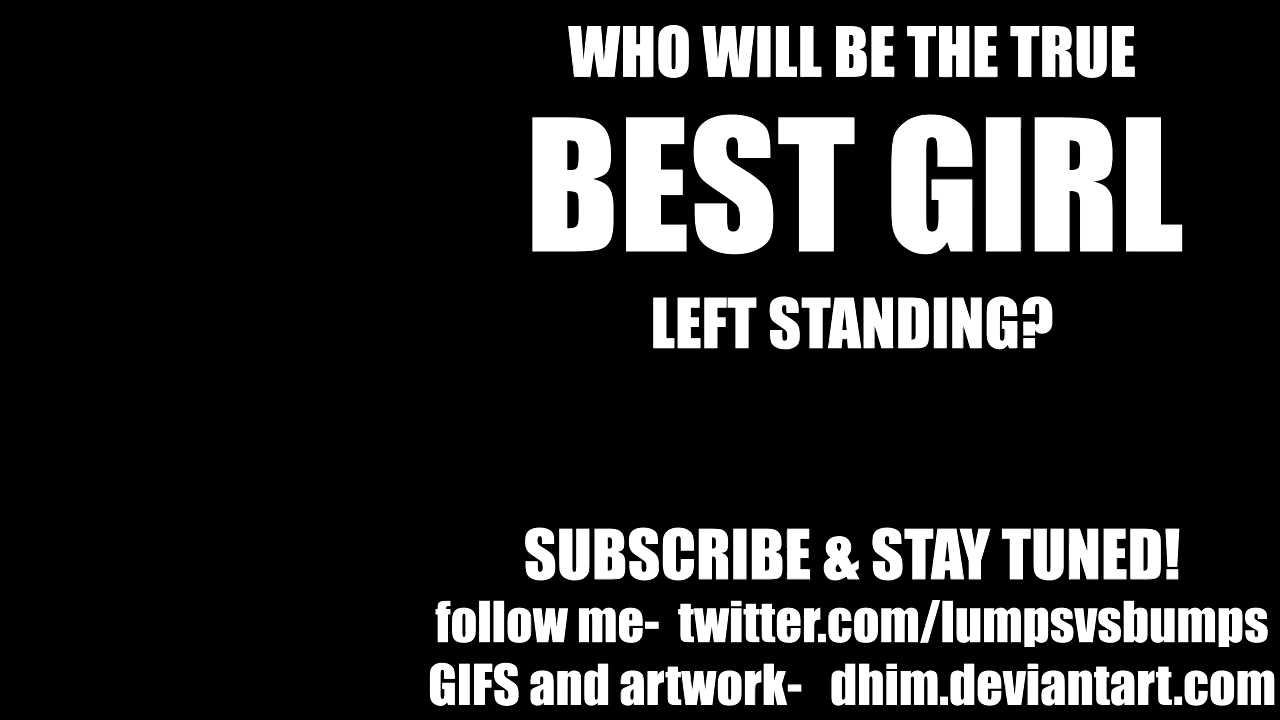 WHO WILL BE THE TRUE
BEST GIRL
LEFT STANDING?
SUBSCRIBE & STAY TUNED!
follow me- twitter.com/lumpsvsbumps
GIFS and artwork- dhim.deviantart.com